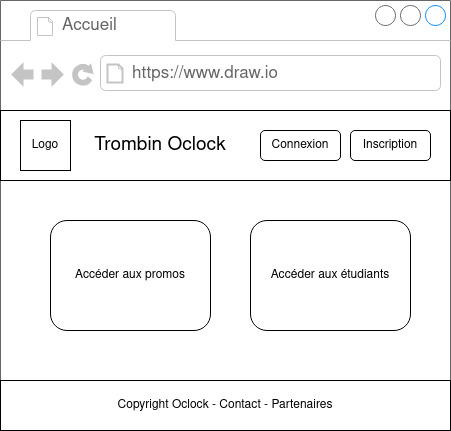 Accueil
https://www.draw.io
Logo
Trombin Oclock
Connexion
Inscription
Accéder aux promos
Accéder aux étudiants
Copyright Oclock - Contact - Partenaires